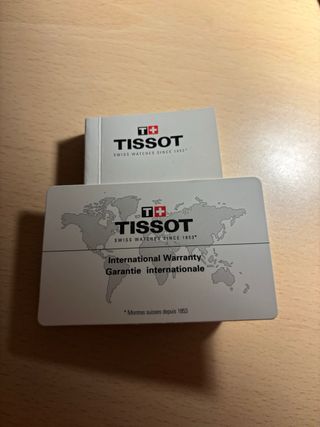 T+
TISSOT
SWISS WATCHES SINCE 1853*
T+
TISSOT
SWISS WATCHES SINCE 1853*
International Warranty
Garantie internationale
* Montres suisses depuis 1853